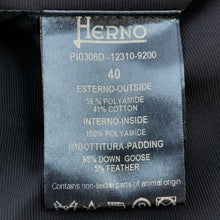 HERNO
PI0306D-12310-9200
40
ESTERNO-OUTSIDE
59 % POLYAMIDE
41% COTTON
INTERNO-INSIDE
100% POLYAMIDE
IMBOTTITURA-PADDING
95% DOWN GOOSE
5% FEATHER
Contains non-textile parts of animal origin